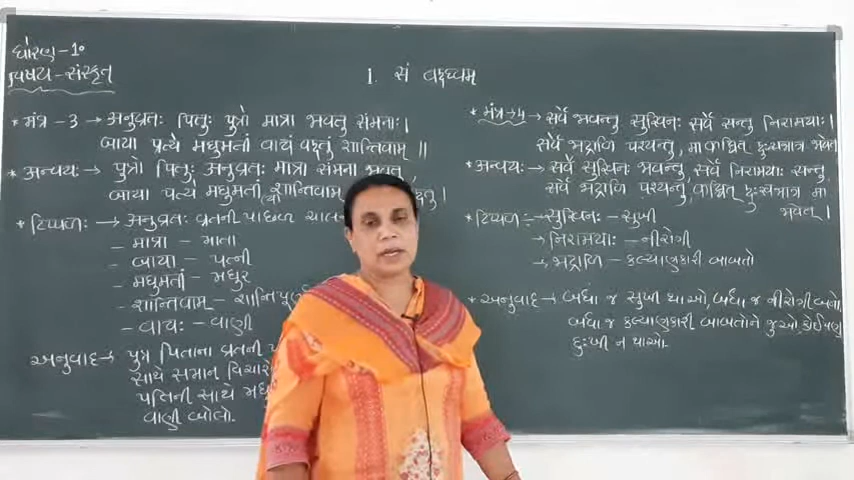 ધોરણ-૧૦
વિષય-સંસ્કૃત
1. સં વદધ્વમ્
* મંત્ર -3 → અનુવ્રતઃ પિતુઃ પુત્રો માત્રા ભવતુ સંમનાઃ।
જાયા પત્યે મધુમતીં વાચં વદતુ શાન્તિવામ્ ॥
* અન્વયઃ → પુત્રો પિતુઃ અનુવ્રતઃ માત્રા સંમના ભવતુ,
જાયા પત્યે મધુમતીં શાન્તિવામ્
* ટિપ્પણઃ → અનુવ્રતઃ વ્રતની પાછળ
- માત્રા - માતા
- જાયા - પત્ની
- મધુમતીં - મધુર
- શાન્તિવામ્ - શાન્તિપૂર્ણ
- વાચઃ - વાણી
અનુવાદ → પુત્ર પિતાના વ્રતની
સાથે સમાન
પતિની સાથે
વાણી બોલો.
* મંત્ર → 4 → સર્વે ભવન્તુ સુખિનઃ સર્વે સન્તુ નિરામયાઃ।
સર્વે ભદ્રાણિ પશ્યન્તુ, મા કશ્ચિત્ દુઃખભાગ્ ભવેત્
* અન્વયઃ → સર્વે સુખિનઃ ભવન્તુ, સર્વે નિરામયાઃ સન્તુ,
સર્વે ભદ્રાણિ પશ્યન્તુ, કશ્ચિત્ દુઃખભાગ્ મા
ભવેત્।
* ટિપ્પણઃ - સુખિનઃ - સુખી
→ નિરામયાઃ - નીરોગી
→ ભદ્રાણિ - કલ્યાણકારી બાબતો
* અનુવાદ → બધાં જ સુખી થાઓ, બધાં જ નીરોગી બનો.
બધાં જ કલ્યાણકારી બાબતોને જુઓ, કોઈપણ
દુઃખી ન થાઓ.